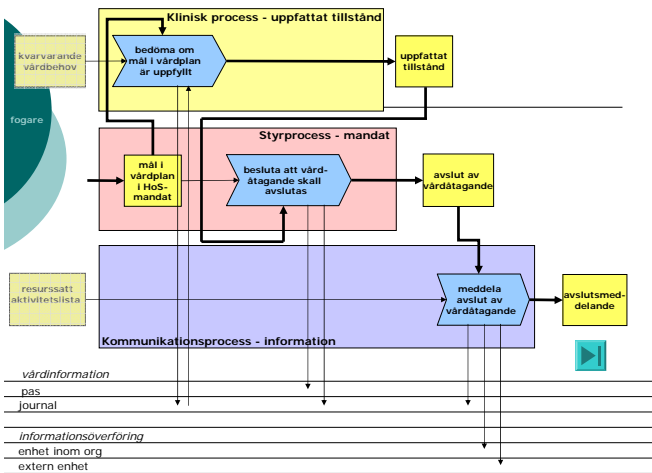 Klinisk process - uppfattat tillstånd
kvarvarande
vårdbehov
bedöma om
mål i vårdplan
är uppfyllt
uppfattat
tillstånd
fogare
Styrprocess - mandat
mål i
vårdplan
i HoS-
mandat
besluta att vård-
åtagande skall
avslutas
avslut av
vårdåtagande
resurssatt
aktivitetslista
meddela
avslut av
vårdåtagande
avslutsmed-
delande
Kommunikationsprocess - information
vårdinformation
pas
journal
informationsöverföring
enhet inom org
extern enhet